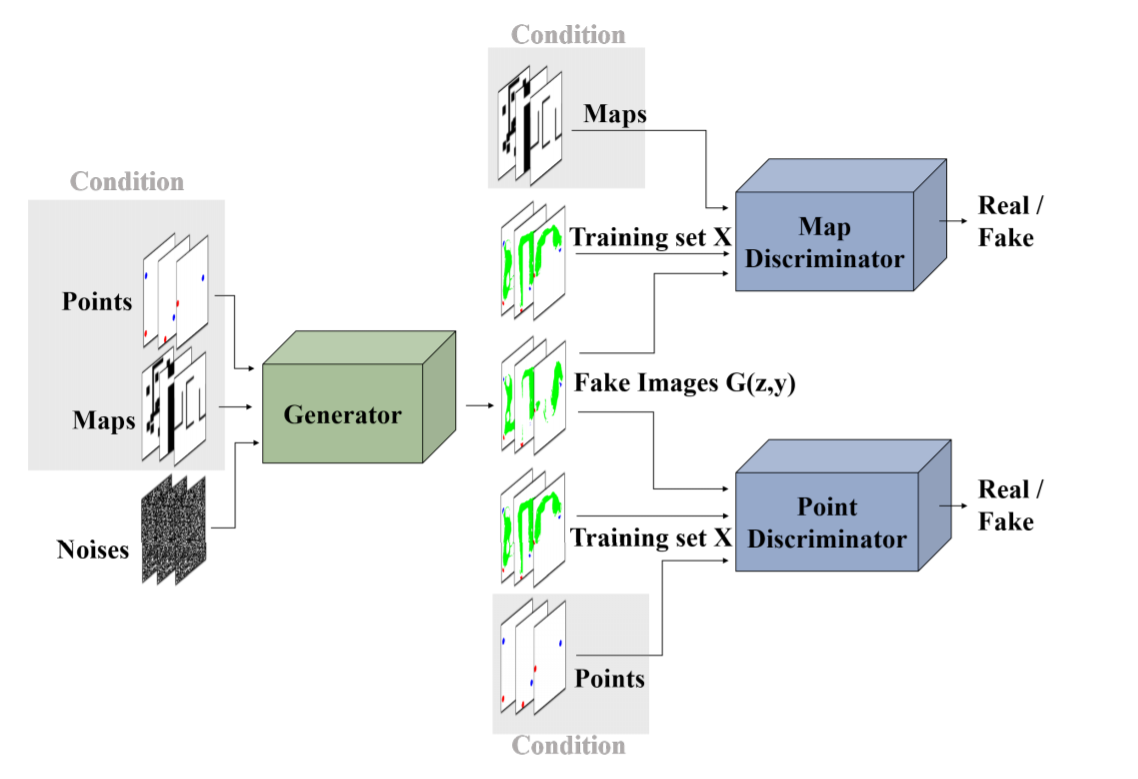 Condition
Maps
Condition
Training set X
Map
Discriminator
Real /
Fake
Points
Maps
Generator
Fake Images G(z,y)
Noises
Training set X
Point
Discriminator
Real /
Fake
Points
Condition